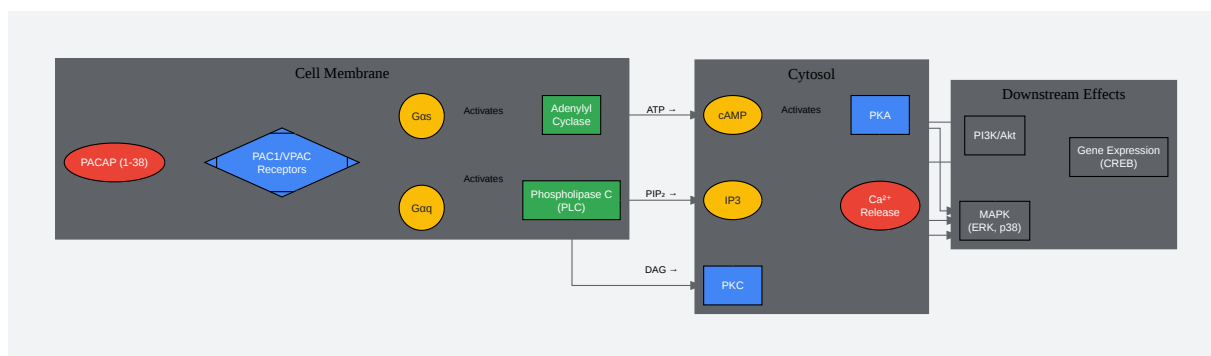 Cell Membrane
PACAP (1-38)
PAC1/VPAC
Receptors
Gαs
Activates
Adenylyl
Cyclase
Gαq
Activates
Phospholipase C
(PLC)
ATP →
PIP₂ →
DAG →
Cytosol
cAMP
Activates
PKA
IP3
Ca²⁺
Release
PKC
Downstream Effects
PI3K/Akt
Gene Expression
(CREB)
MAPK
(ERK, p38)